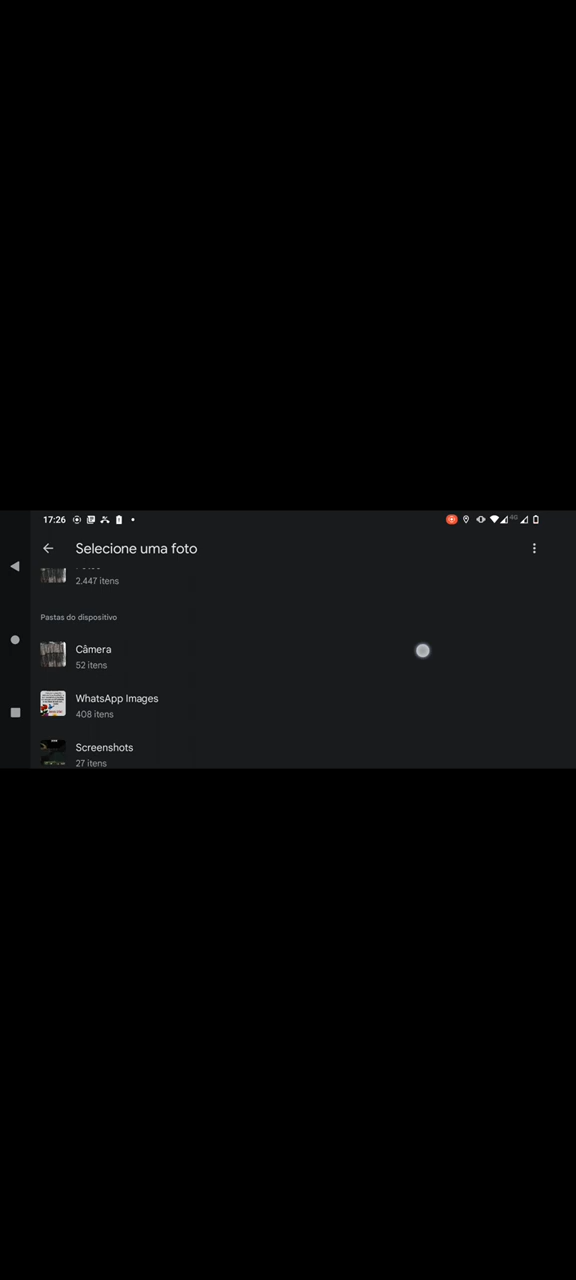 17:26
4G
Selecione uma foto
2.447 itens
Pastas do dispositivo
Câmera
52 itens
WhatsApp Images
408 itens
Screenshots
27 itens